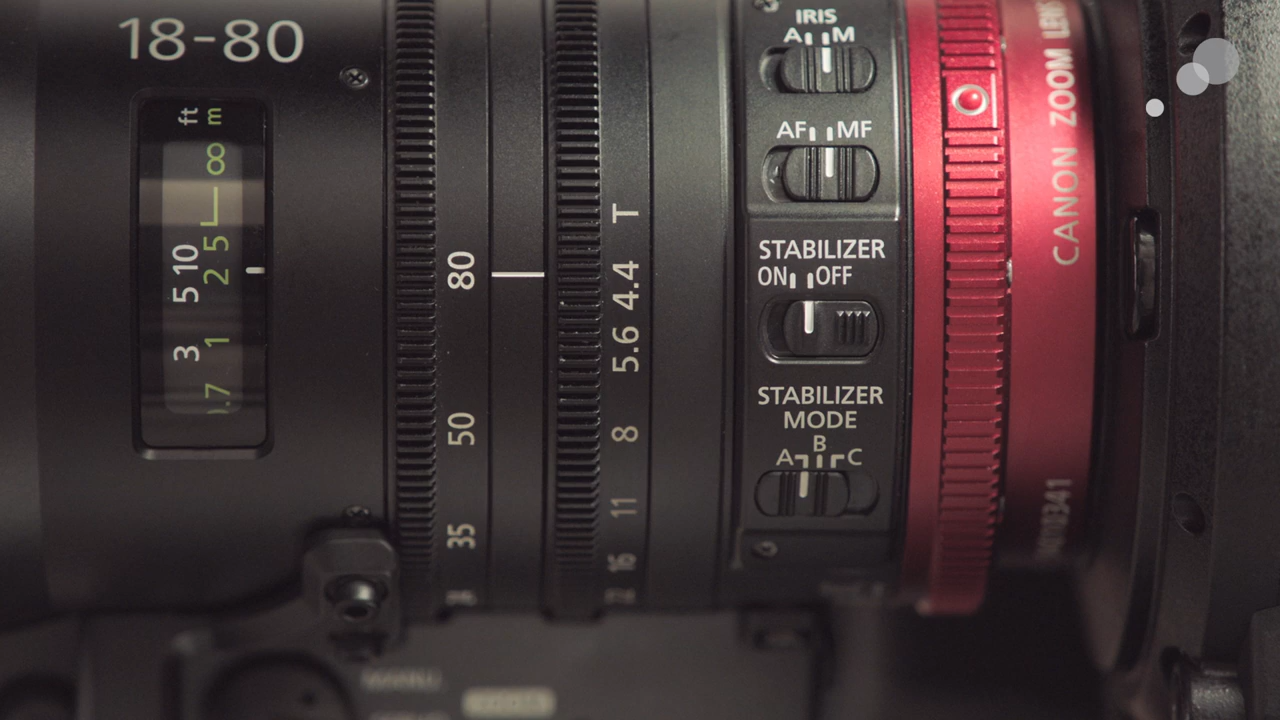 18-80
ft m
∞
10 5
5 2
3 1
80
50
35
T
4.4
5.6
8
11
16
IRIS
A M
AF MF
STABILIZER
ON OFF
STABILIZER
MODE
B
A C
CANON ZOOM LENS